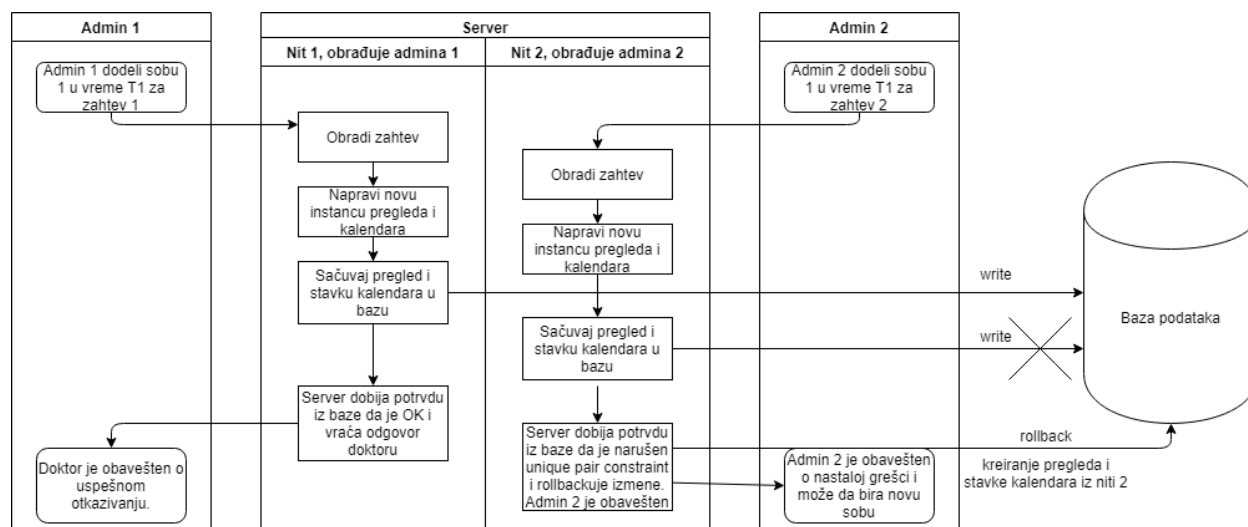 Admin 1
Server
Admin 2
Nit 1, obrađuje admina 1
Nit 2, obrađuje admina 2
Admin 1 dodeli sobu
1 u vreme T1 za
zahtev 1
Admin 2 dodeli sobu
1 u vreme T1 za
zahtev 2
Obradi zahtev
Obradi zahtev
Napravi novu
instancu pregleda i
kalendara
Napravi novu
instancu pregleda i
kalendara
Sačuvaj pregled i
stavku kalendara u
bazu
write
Baza podataka
Sačuvaj pregled i
stavku kalendara u
bazu
write
Server dobija potvrdu
iz baze da je OK i
vraća odgovor
doktoru
Server dobija potvrdu
iz baze da je narušen
unique pair constraint
i rollbackuje izmene.
Admin 2 je obavešten
rollback
kreiranje pregleda i
stavke kalendara iz niti 2
Doktor je obavešten o
uspešnom
otkazivanju.
Admin 2 je obavešten
o nastaloj grešci i
može da bira novu
sobu